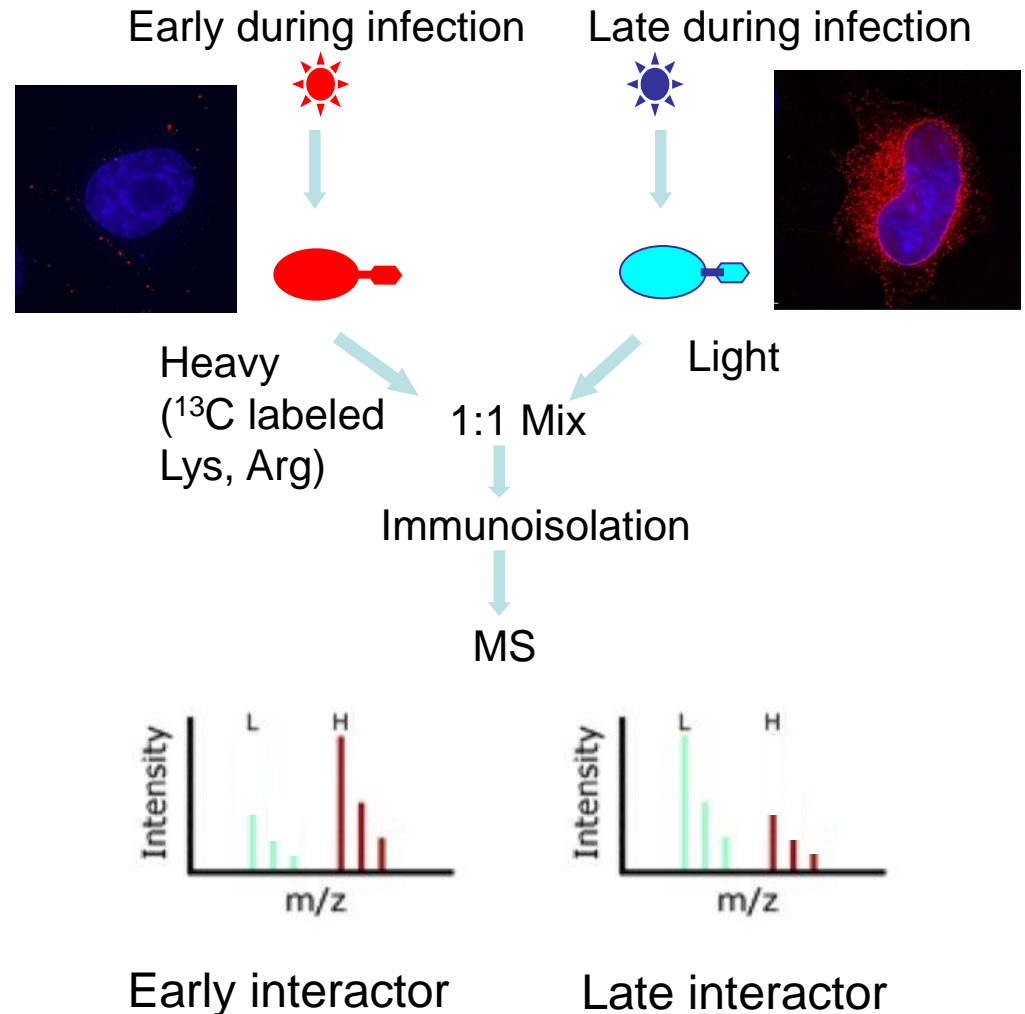 Early during infection
Late during infection
Heavy
(¹³C labeled
Lys, Arg)
Light
1:1 Mix
Immunoisolation
MS
L
H
Intensity
m/z
L
H
Intensity
m/z
Early interactor
Late interactor